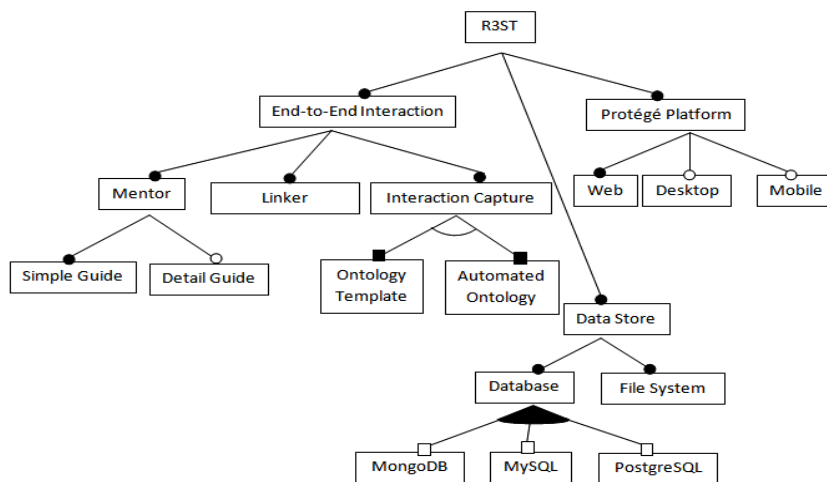 R3ST
End-to-End Interaction
Protégé Platform
Mentor
Linker
Interaction Capture
Web
Desktop
Mobile
Simple Guide
Detail Guide
Ontology
Template
Automated
Ontology
Data Store
Database
File System
MongoDB
MySQL
PostgreSQL